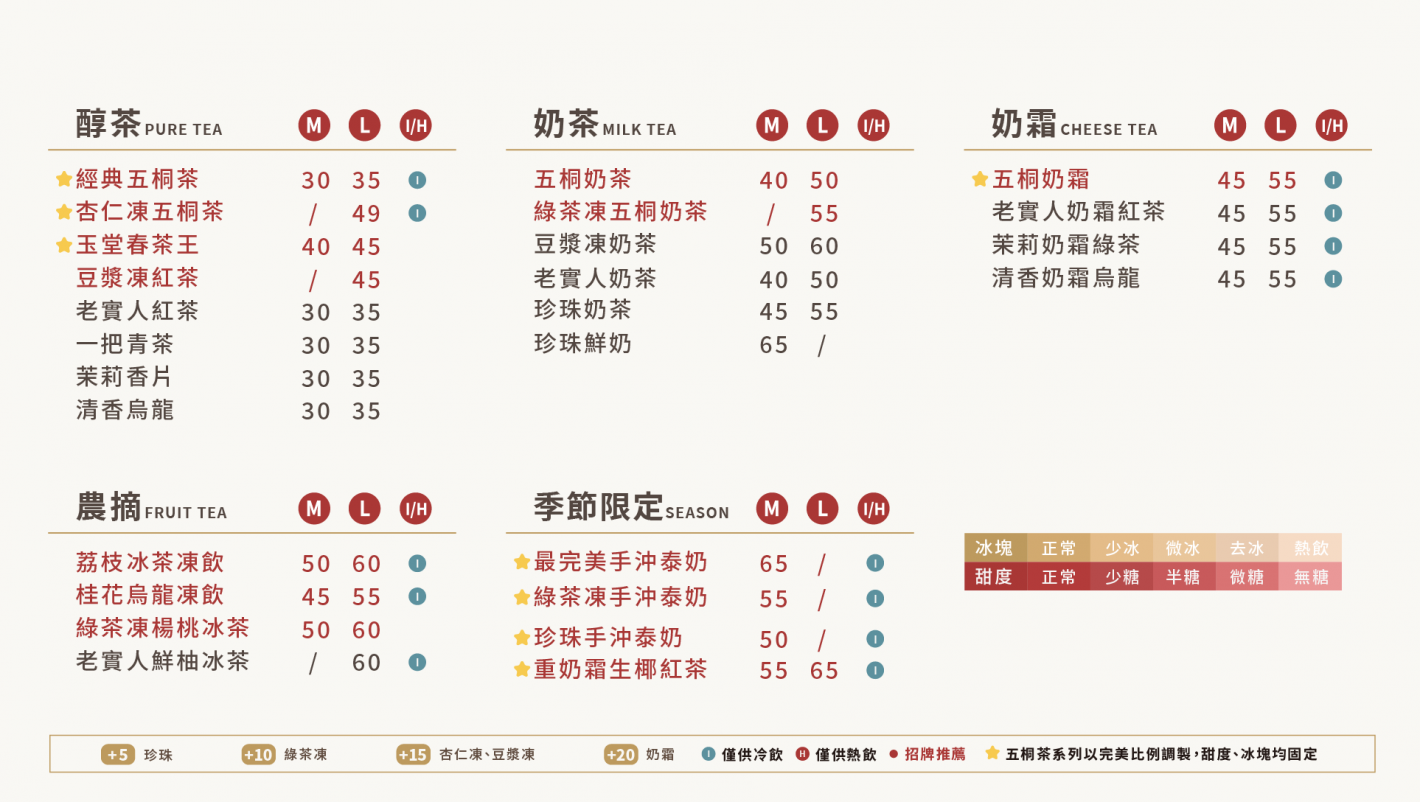 醇茶 PURE TEA M L I/H
經典五桐茶 30 35 I
杏仁凍五桐茶 / 49 I
玉堂春茶王 40 45
豆漿凍紅茶 / 45
老實人紅茶 30 35
一把青茶 30 35
茉莉香片 30 35
清香烏龍 30 35
奶茶 MILK TEA M L I/H
五桐奶茶 40 50
綠茶凍五桐奶茶 / 55
豆漿凍奶茶 50 60
老實人奶茶 40 50
珍珠奶茶 45 55
珍珠鮮奶 65 /
奶霜 CHEESE TEA M L I/H
五桐奶霜 45 55 I
老實人奶霜紅茶 45 55 I
茉莉奶霜綠茶 45 55 I
清香奶霜烏龍 45 55 I
農摘 FRUIT TEA M L I/H
荔枝冰茶凍飲 50 60 I
桂花烏龍凍飲 45 55 I
綠茶凍楊桃冰茶 50 60
老實人鮮柚冰茶 / 60 I
季節限定 SEASON M L I/H
最完美手沖泰奶 65 / I
綠茶凍手沖泰奶 55 / I
珍珠手沖泰奶 50 / I
重奶霜生椰紅茶 55 65 I
冰塊 正常 少冰 微冰 去冰 熱飲
甜度 正常 少糖 半糖 微糖 無糖
+5 珍珠 +10 綠茶凍 +15 杏仁凍、豆漿凍 +20 奶霜 I 僅供冷飲 H 僅供熱飲 招牌推薦 五桐茶系列以完美比例調製，甜度、冰塊均固定